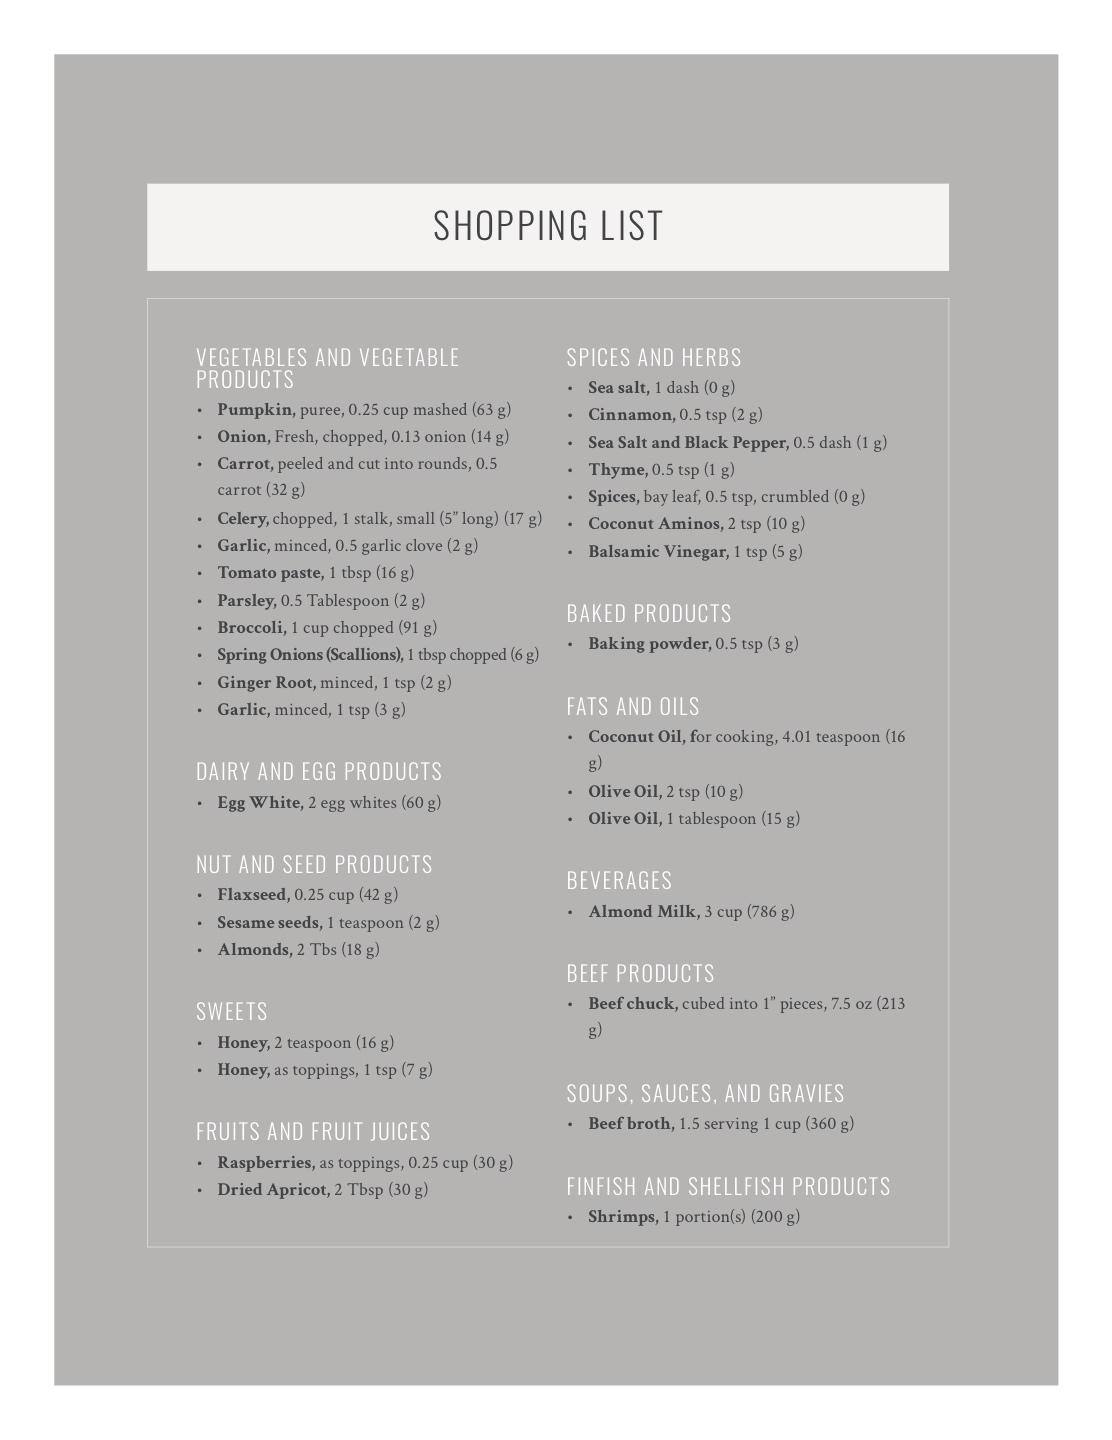 SHOPPING LIST
VEGETABLES AND VEGETABLE
PRODUCTS
• Pumpkin, puree, 0.25 cup mashed (63 g)
• Onion, Fresh, chopped, 0.13 onion (14 g)
• Carrot, peeled and cut into rounds, 0.5
carrot (32 g)
• Celery, chopped, 1 stalk, small (5” long) (17 g)
• Garlic, minced, 0.5 garlic clove (2 g)
• Tomato paste, 1 tbsp (16 g)
• Parsley, 0.5 Tablespoon (2 g)
• Broccoli, 1 cup chopped (91 g)
• Spring Onions (Scallions), 1 tbsp chopped (6 g)
• Ginger Root, minced, 1 tsp (2 g)
• Garlic, minced, 1 tsp (3 g)
DAIRY AND EGG PRODUCTS
• Egg White, 2 egg whites (60 g)
NUT AND SEED PRODUCTS
• Flaxseed, 0.25 cup (42 g)
• Sesame seeds, 1 teaspoon (2 g)
• Almonds, 2 Tbs (18 g)
SWEETS
• Honey, 2 teaspoon (16 g)
• Honey, as toppings, 1 tsp (7 g)
FRUITS AND FRUIT JUICES
• Raspberries, as toppings, 0.25 cup (30 g)
• Dried Apricot, 2 Tbsp (30 g)
SPICES AND HERBS
• Sea salt, 1 dash (0 g)
• Cinnamon, 0.5 tsp (2 g)
• Sea Salt and Black Pepper, 0.5 dash (1 g)
• Thyme, 0.5 tsp (1 g)
• Spices, bay leaf, 0.5 tsp, crumbled (0 g)
• Coconut Aminos, 2 tsp (10 g)
• Balsamic Vinegar, 1 tsp (5 g)
BAKED PRODUCTS
• Baking powder, 0.5 tsp (3 g)
FATS AND OILS
• Coconut Oil, for cooking, 4.01 teaspoon (16
g)
• Olive Oil, 2 tsp (10 g)
• Olive Oil, 1 tablespoon (15 g)
BEVERAGES
• Almond Milk, 3 cup (786 g)
BEEF PRODUCTS
• Beef chuck, cubed into 1” pieces, 7.5 oz (213
g)
SOUPS, SAUCES, AND GRAVIES
• Beef broth, 1.5 serving 1 cup (360 g)
FINFISH AND SHELLFISH PRODUCTS
• Shrimps, 1 portion(s) (200 g)